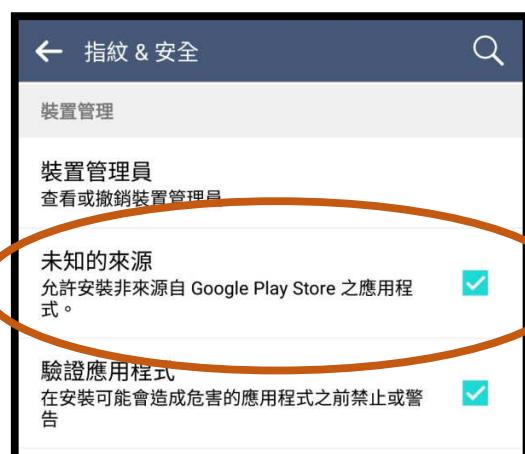 指紋 & 安全
裝置管理
裝置管理員
查看或撤銷裝置管理員
未知的來源
允許安裝非來源自 Google Play Store 之應用程
式。
驗證應用程式
在安裝可能會造成危害的應用程式之前禁止或警
告